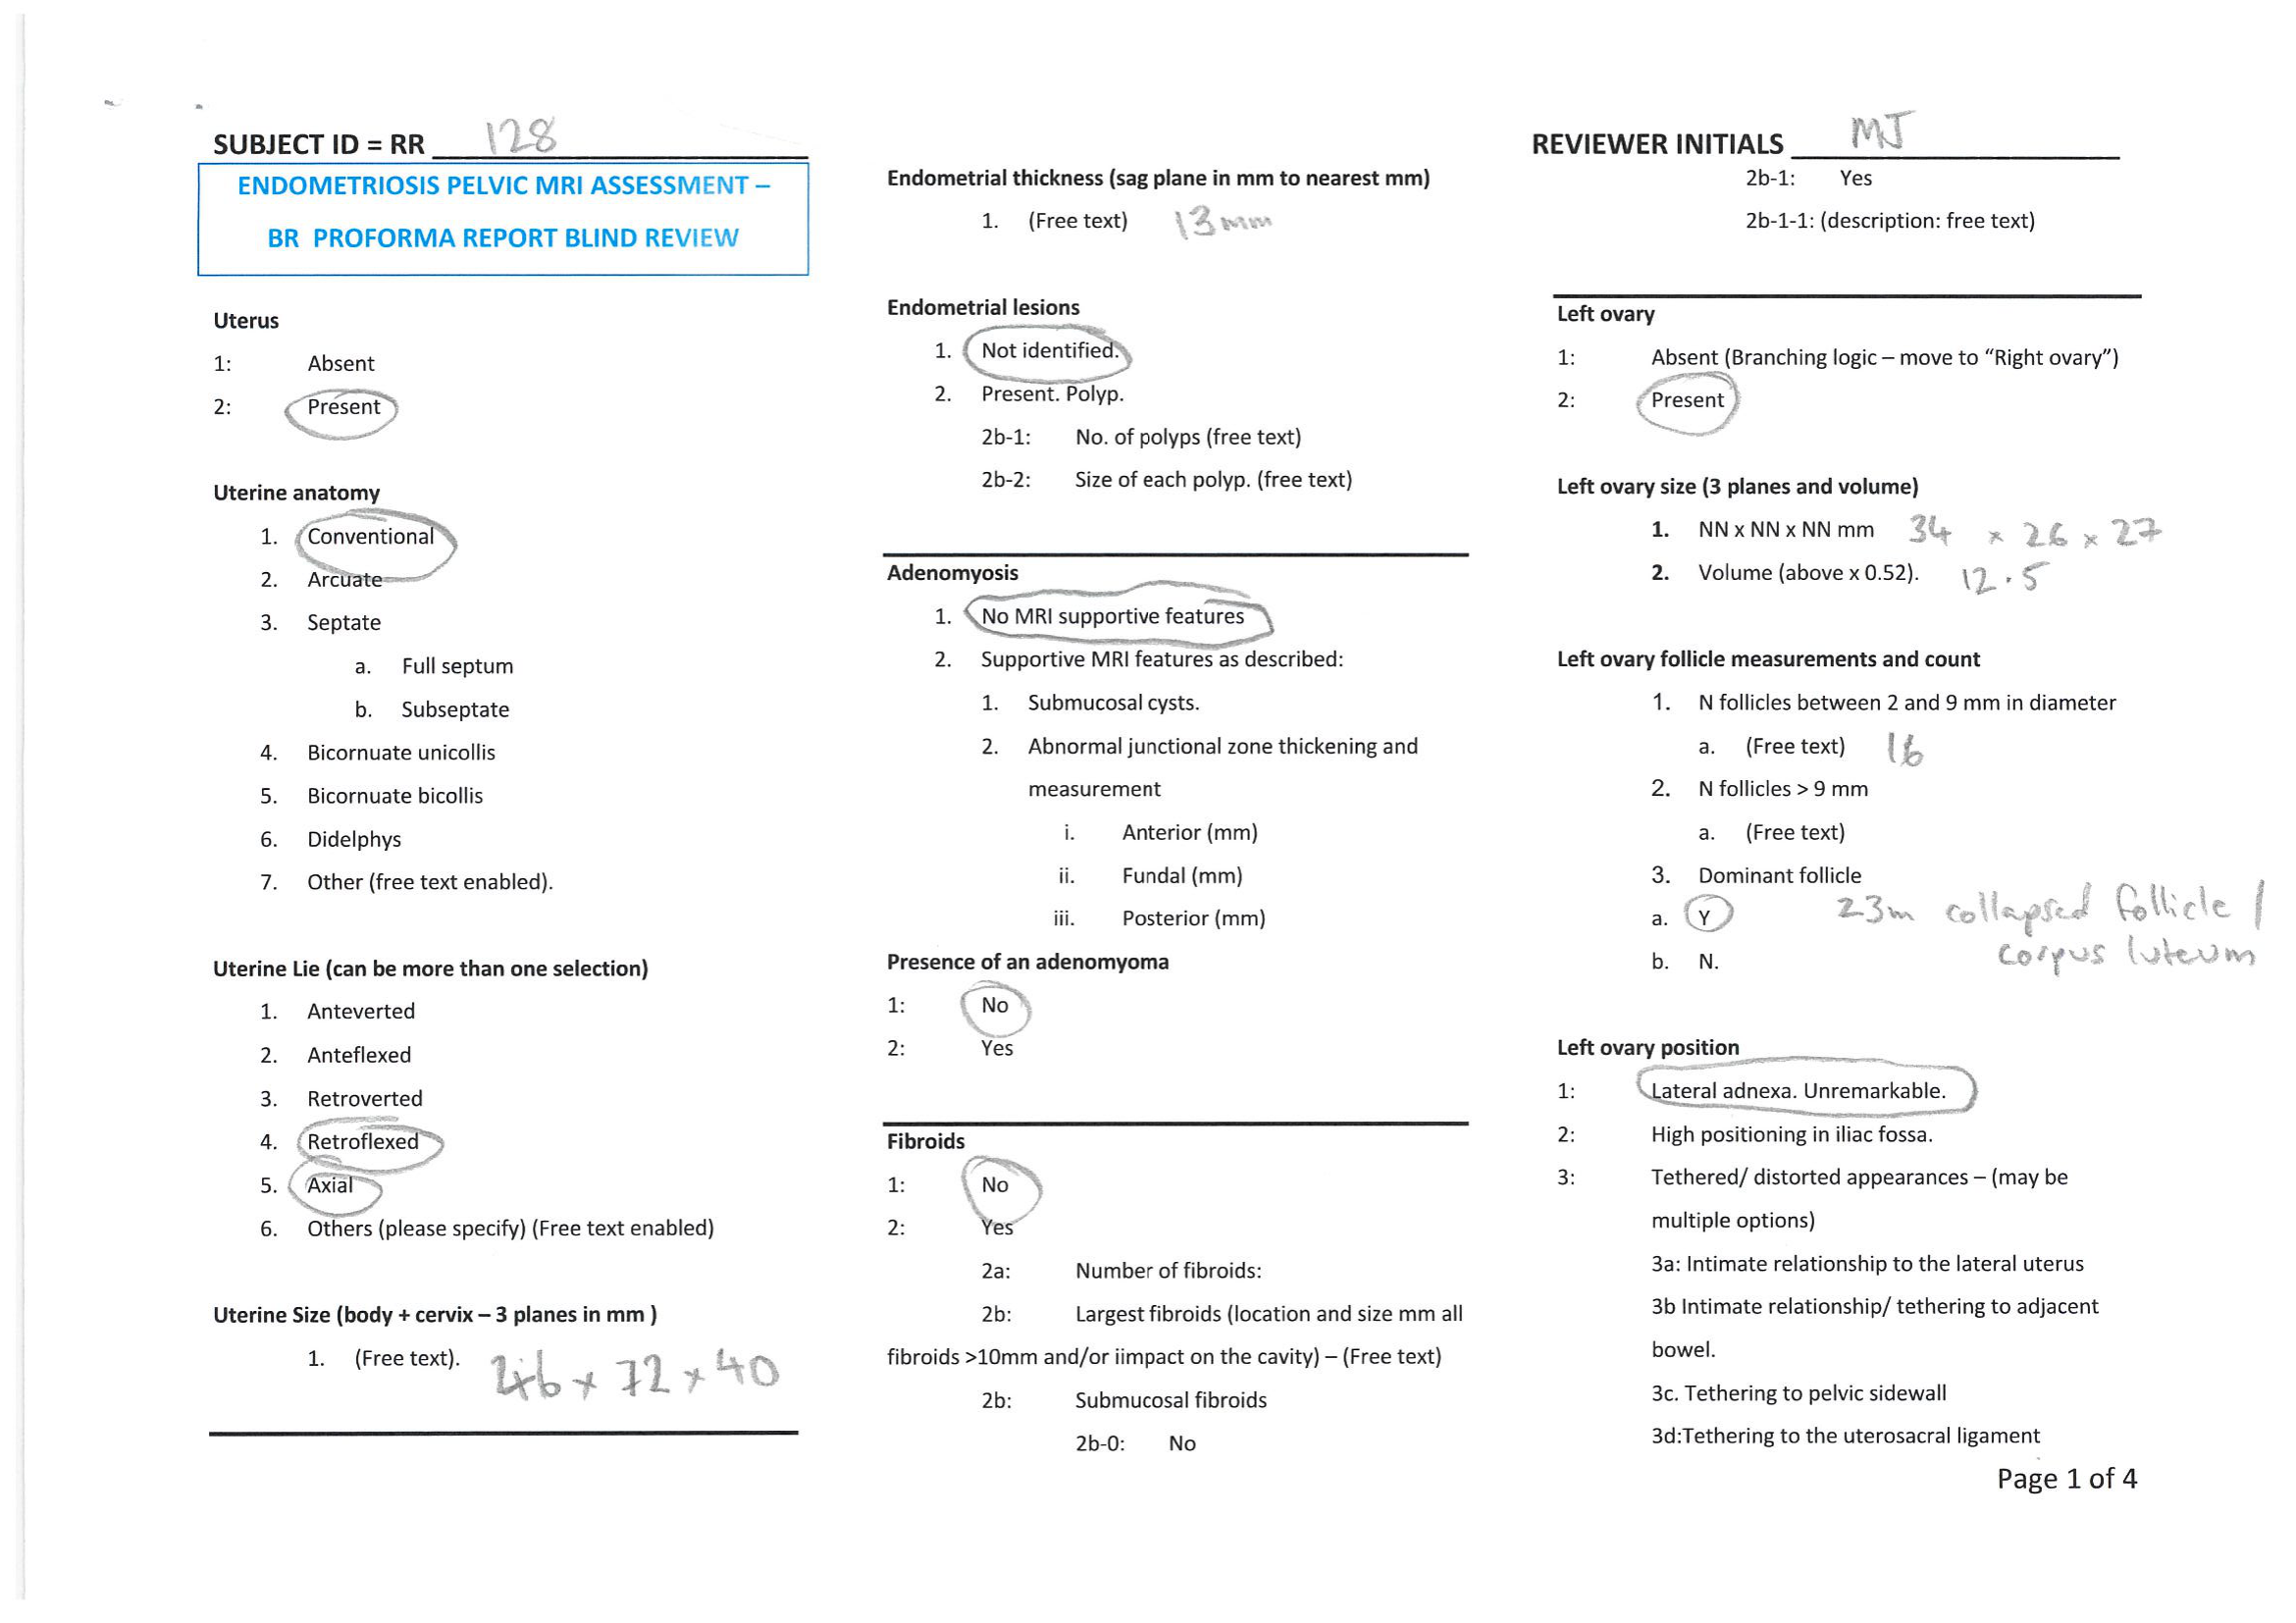 SUBJECT ID = RR 128
ENDOMETRIOSIS PELVIC MRI ASSESSMENT –
BR PROFORMA REPORT BLIND REVIEW
Uterus
1: Absent
2: Present
Uterine anatomy
1. Conventional
2. Arcuate
3. Septate
a. Full septum
b. Subseptate
4. Bicornuate unicollis
5. Bicornuate bicollis
6. Didelphys
7. Other (free text enabled).
Uterine Lie (can be more than one selection)
1. Anteverted
2. Anteflexed
3. Retroverted
4. Retroflexed
5. Axial
6. Others (please specify) (Free text enabled)
Uterine Size (body + cervix – 3 planes in mm )
1. (Free text). 46 x 72 x 40
Endometrial thickness (sag plane in mm to nearest mm)
1. (Free text) 13mm
Endometrial lesions
1. Not identified.
2. Present. Polyp.
2b-1: No. of polyps (free text)
2b-2: Size of each polyp. (free text)
Adenomyosis
1. No MRI supportive features
2. Supportive MRI features as described:
1. Submucosal cysts.
2. Abnormal junctional zone thickening and
measurement
i. Anterior (mm)
ii. Fundal (mm)
iii. Posterior (mm)
Presence of an adenomyoma
1: No
2: Yes
Fibroids
1: No
2: Yes
2a: Number of fibroids:
2b: Largest fibroids (location and size mm all
fibroids >10mm and/or iimpact on the cavity) – (Free text)
2b: Submucosal fibroids
2b-0: No
REVIEWER INITIALS MJ
2b-1: Yes
2b-1-1: (description: free text)
Left ovary
1: Absent (Branching logic – move to “Right ovary”)
2: Present
Left ovary size (3 planes and volume)
1. NN x NN x NN mm 34 x 26 x 27
2. Volume (above x 0.52). 12.5
Left ovary follicle measurements and count
1. N follicles between 2 and 9 mm in diameter
a. (Free text) 16
2. N follicles > 9 mm
a. (Free text)
3. Dominant follicle
a. Y 23m collapsed follicle /
b. N. corpus luteum
Left ovary position
1: Lateral adnexa. Unremarkable.
2: High positioning in iliac fossa.
3: Tethered/ distorted appearances – (may be
multiple options)
3a: Intimate relationship to the lateral uterus
3b Intimate relationship/ tethering to adjacent
bowel.
3c. Tethering to pelvic sidewall
3d:Tethering to the uterosacral ligament
Page 1 of 4